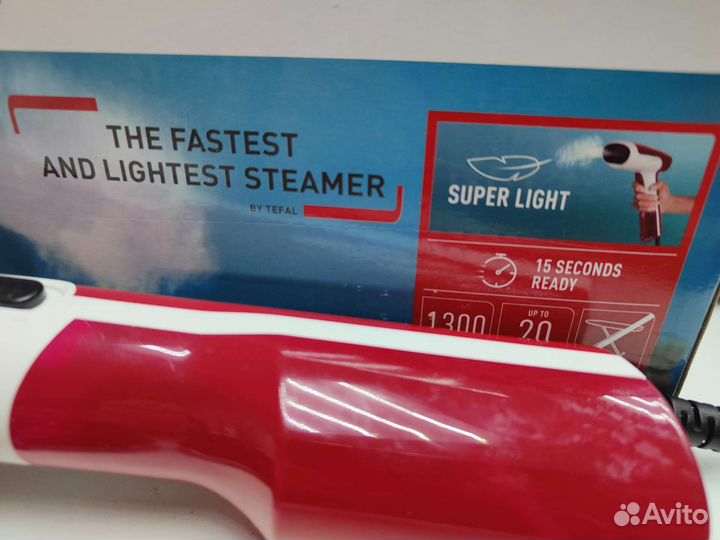 THE FASTEST
AND LIGHTEST STEAMER
BY TEFAL
SUPER LIGHT
15 SECONDS
READY
1300
UP TO
20
Avito